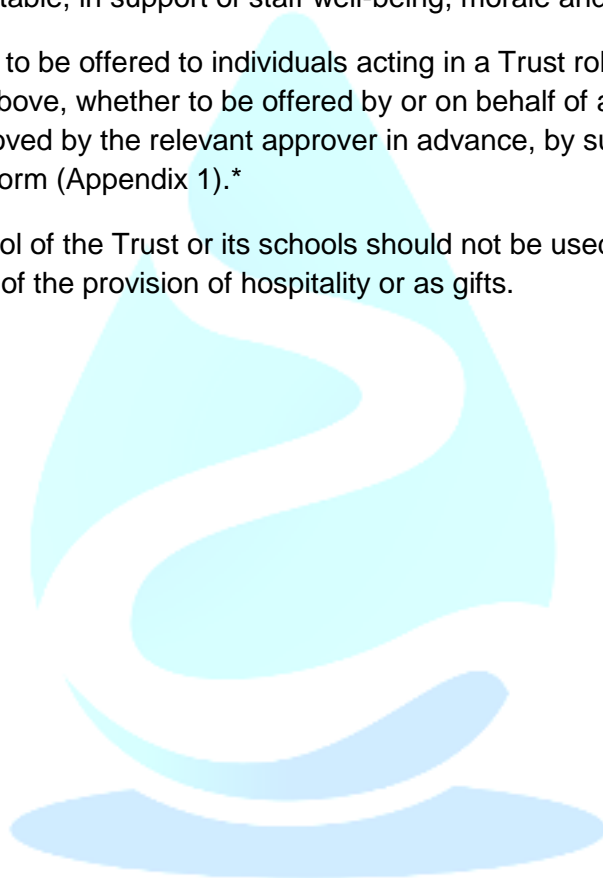 table, in support of staff well-being, morale and
to be offered to individuals acting in a Trust rol
bove, whether to be offered by or on behalf of a
oved by the relevant approver in advance, by su
orm (Appendix 1).*
ol of the Trust or its schools should not be used
of the provision of hospitality or as gifts.